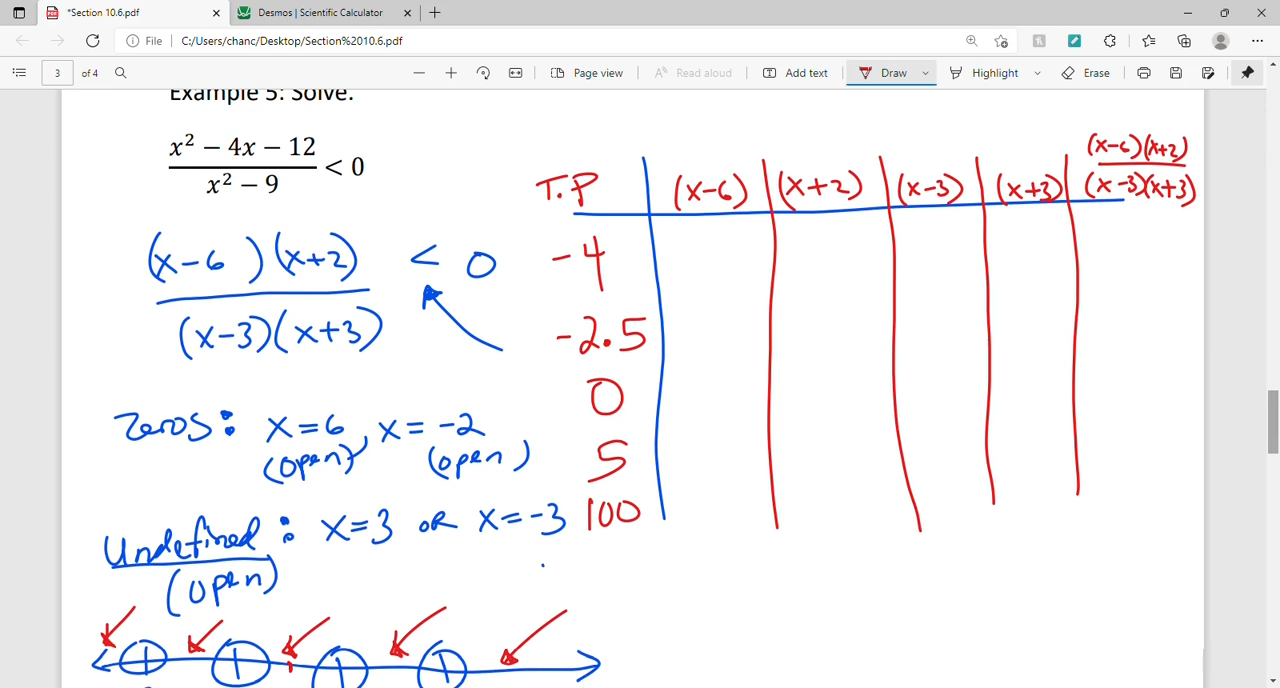 *Section 10.6.pdf
Desmos | Scientific Calculator
File C:/Users/chanc/Desktop/Section%2010.6.pdf
3 of 4 Page view Read aloud Add text Draw Highlight Erase
Example 5: Solve.
x² − 4x − 12
x² − 9
< 0
(x-6)(x+2) < 0
(x-3)(x+3)
Zeros: x=6, x=-2
(open) (open)
Undefined: x=3 OR x=-3
(open)
T.P (x-6) (x+2) (x-3) (x+3) (x-6)(x+2)
(x-3)(x+3)
-4
-2.5
0
5
100